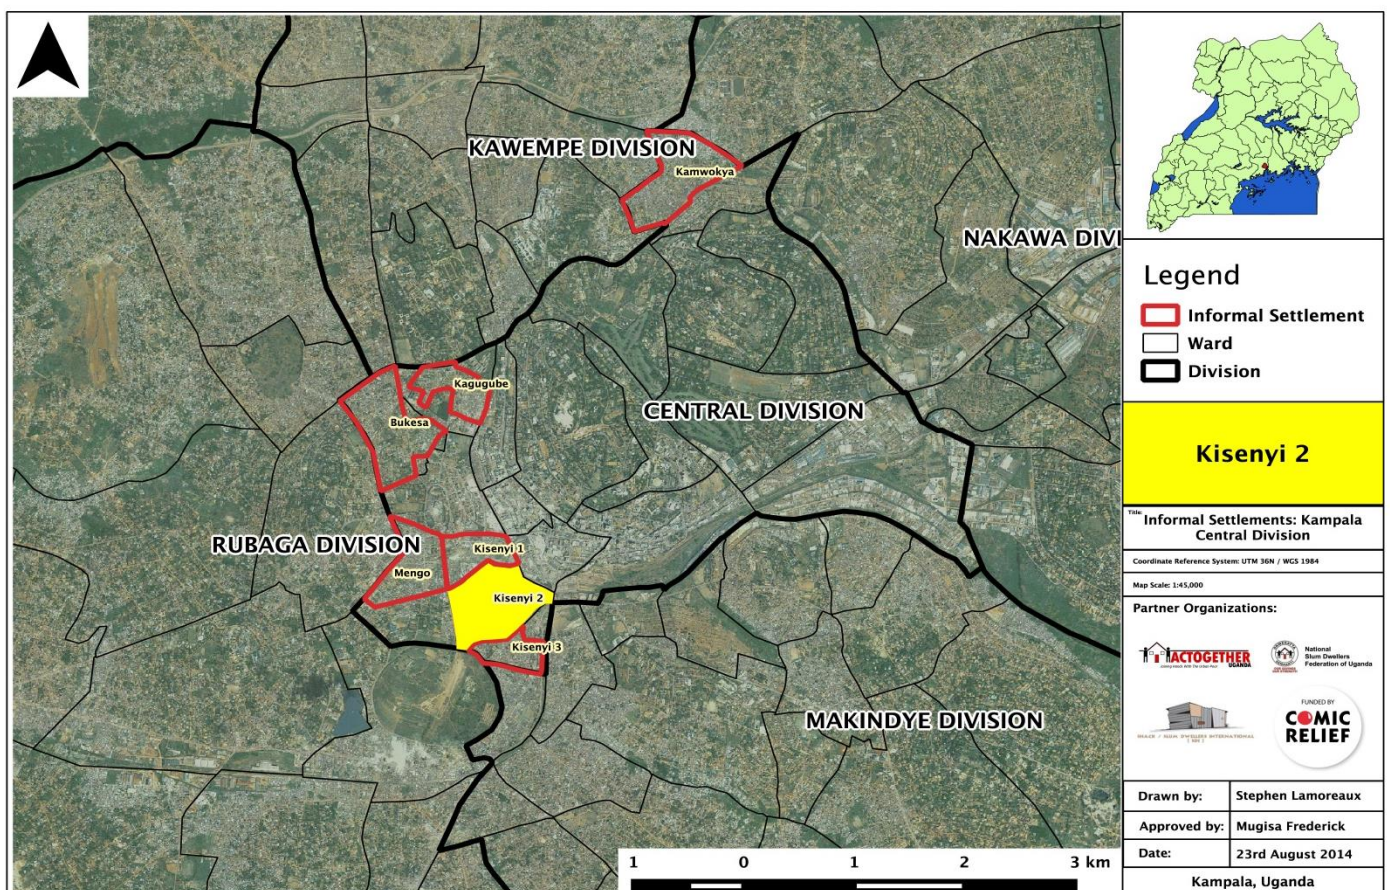 KAWEMPE DIVISION
Kamwokya
NAKAWA DIVI
Kagugube
CENTRAL DIVISION
Bukesa
RUBAGA DIVISION
Kisenyi 1
Mengo
Kisenyi 2
Kisenyi 3
MAKINDYE DIVISION
1 0 1 2 3 km
Legend
Informal Settlement
Ward
Division
Kisenyi 2
Title: Informal Settlements: Kampala
Central Division
Coordinate Reference System: UTM 36N / WGS 1984
Map Scale: 1:45,000
Partner Organizations:
ACTOGETHER
UGANDA
National
Slum Dwellers
Federation of Uganda
SHACK / SLUM DWELLERS INTERNATIONAL
[ SDI ]
FUNDED BY
COMIC
RELIEF
Drawn by: Stephen Lamoreaux
Approved by: Mugisa Frederick
Date: 23rd August 2014
Kampala, Uganda